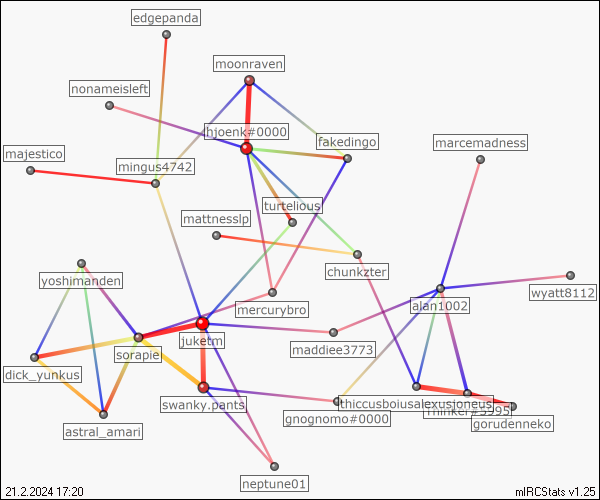 edgepanda
moonraven
nonameisleft
hjoenk#0000
fakedingo
marcemadness
majestico
mingus4742
turtelious
mattnesslp
chunkzter
yoshimanden
wyatt8112
mercurybro
alan1002
juketm
maddiee3773
sorapie
dick_yunkus
swanky.pants
thiccusboiusalexusjoneus
gnognomo#0000
gorudenneko
astral_amari
neptune01
21.2.2024 17:20
mIRCStats v1.25